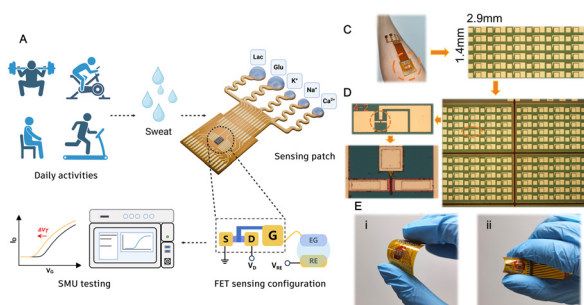 A
Lac
Glu
K⁺
Na⁺
Ca²⁺
Sweat
Sensing patch
Daily activities
ΔV_T
I_D
V_G
SMU testing
S
D
G
EG
RE
V_D
V_RE
FET sensing configuration
C
2.9mm
1.4mm
D
E
i
ii